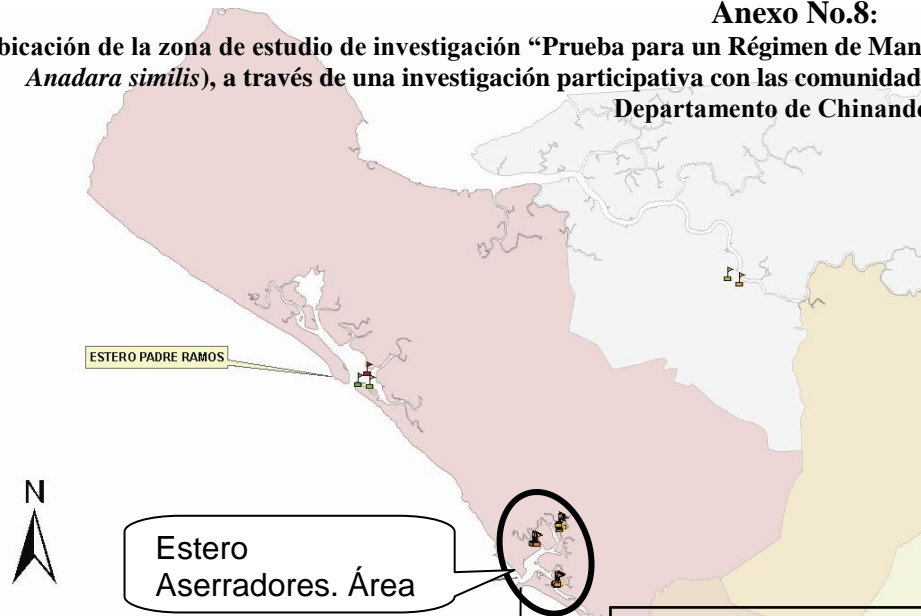 Anexo No.8:
bicación de la zona de estudio de investigación “Prueba para un Régimen de Man
Anadara similis), a través de una investigación participativa con las comunidad
Departamento de Chinande
ESTERO PADRE RAMOS
N
Estero
Aserradores. Área